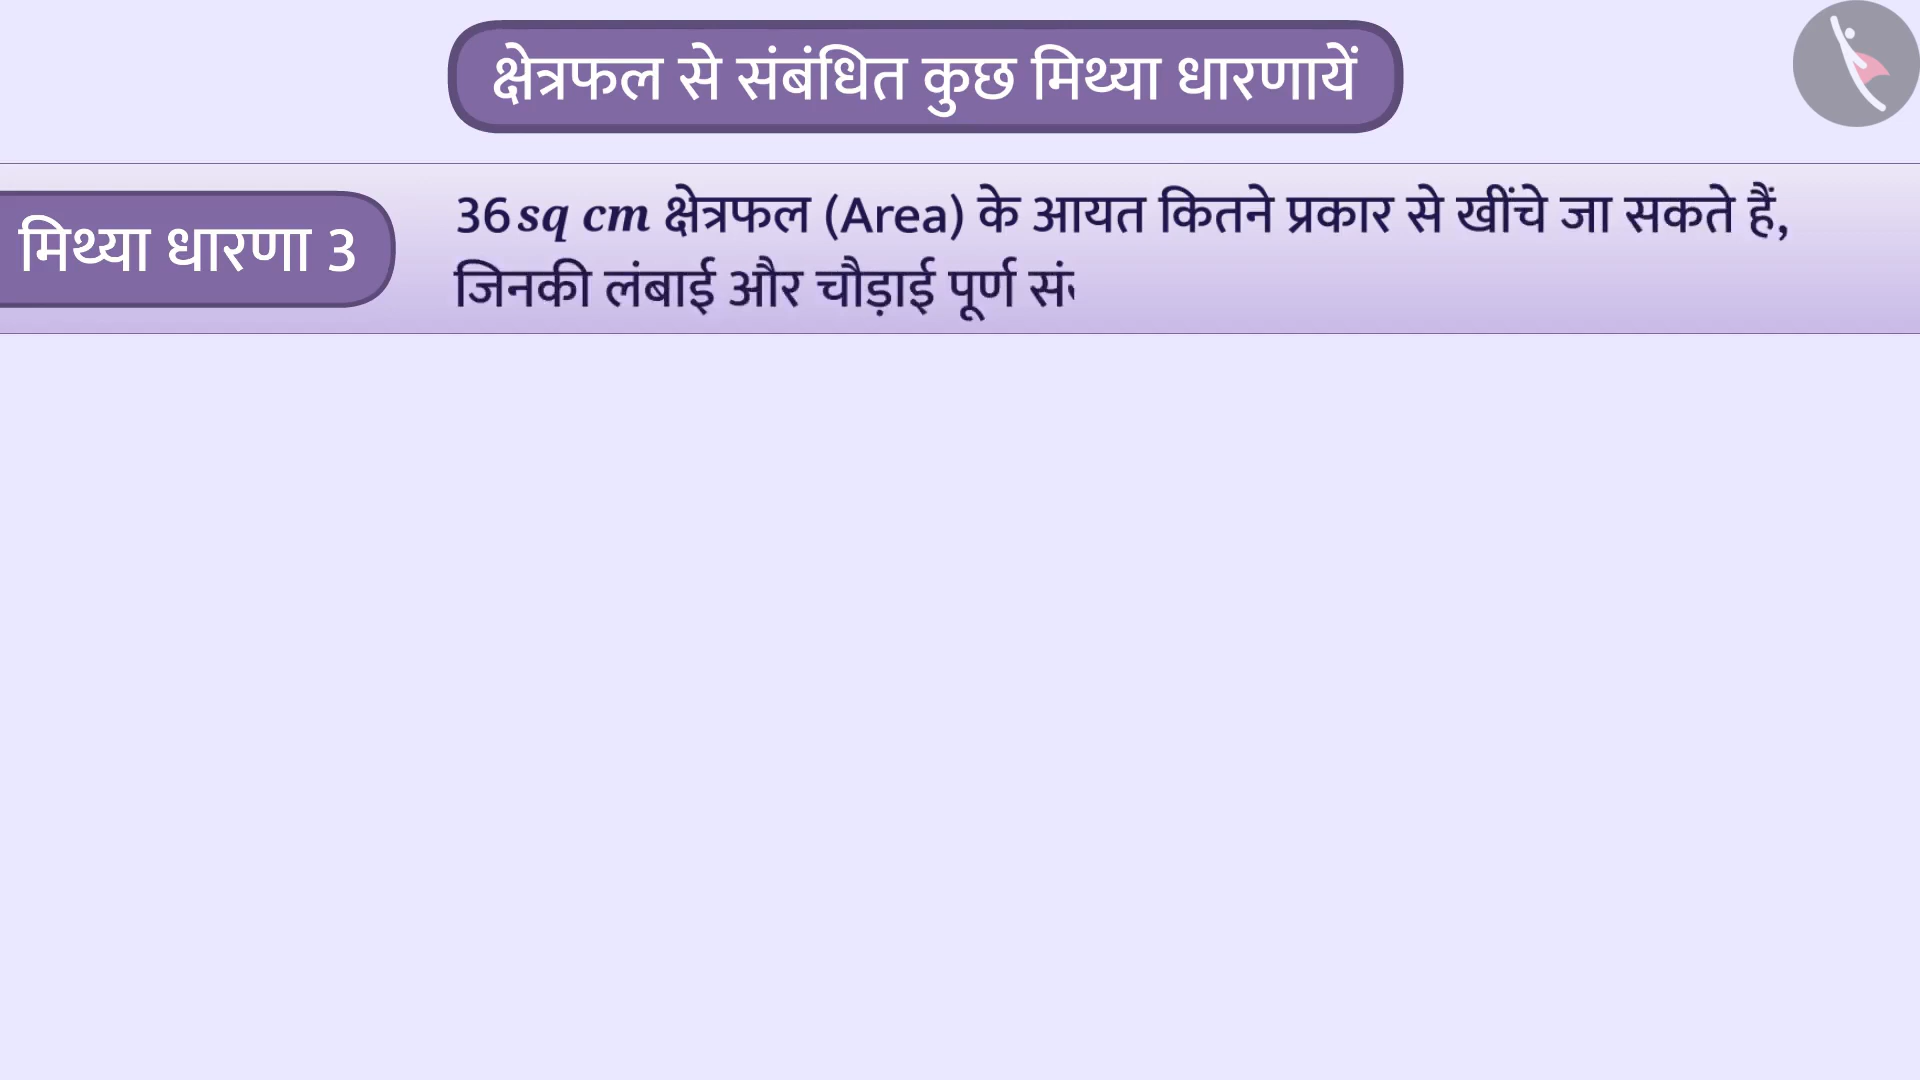 क्षेत्रफल से संबंधित कुछ मिथ्या धारणायें
मिथ्या धारणा 3
36 sq cm क्षेत्रफल (Area) के आयत कितने प्रकार से खींचे जा सकते हैं,
जिनकी लंबाई और चौड़ाई पूर्ण